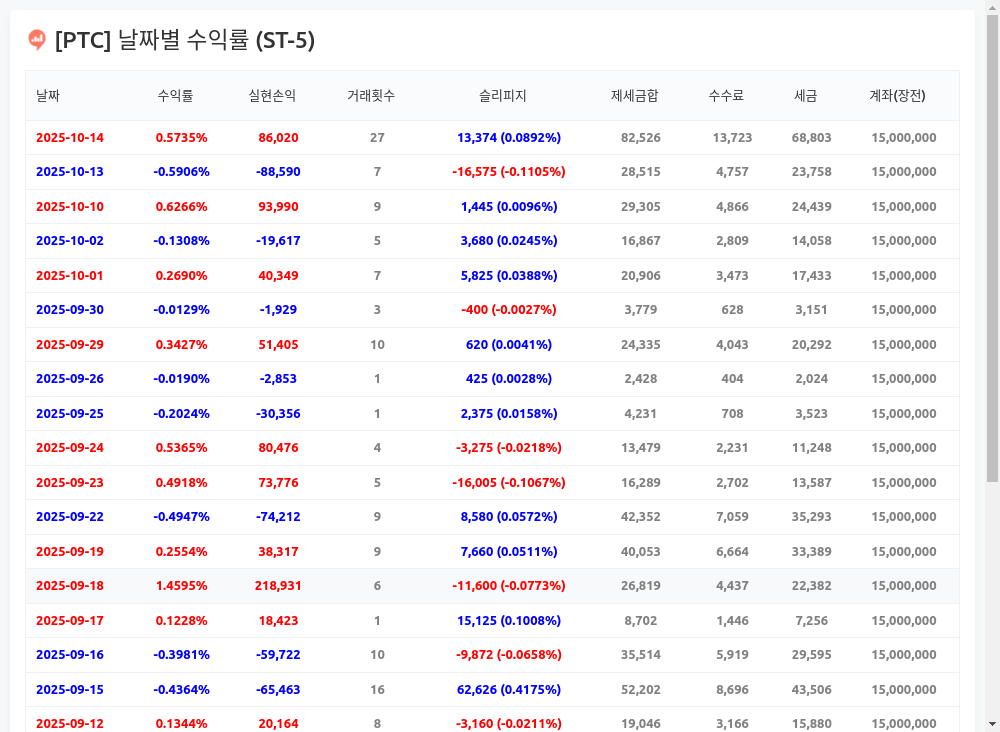 [PTC] 날짜별 수익률 (ST-5)
날짜 수익률 실현손익 거래횟수 슬리피지 제세금합 수수료 세금 계좌(장전)
2025-10-14 0.5735% 86,020 27 13,374 (0.0892%) 82,526 13,723 68,803 15,000,000
2025-10-13 -0.5906% -88,590 7 -16,575 (-0.1105%) 28,515 4,757 23,758 15,000,000
2025-10-10 0.6266% 93,990 9 1,445 (0.0096%) 29,305 4,866 24,439 15,000,000
2025-10-02 -0.1308% -19,617 5 3,680 (0.0245%) 16,867 2,809 14,058 15,000,000
2025-10-01 0.2690% 40,349 7 5,825 (0.0388%) 20,906 3,473 17,433 15,000,000
2025-09-30 -0.0129% -1,929 3 -400 (-0.0027%) 3,779 628 3,151 15,000,000
2025-09-29 0.3427% 51,405 10 620 (0.0041%) 24,335 4,043 20,292 15,000,000
2025-09-26 -0.0190% -2,853 1 425 (0.0028%) 2,428 404 2,024 15,000,000
2025-09-25 -0.2024% -30,356 1 2,375 (0.0158%) 4,231 708 3,523 15,000,000
2025-09-24 0.5365% 80,476 4 -3,275 (-0.0218%) 13,479 2,231 11,248 15,000,000
2025-09-23 0.4918% 73,776 5 -16,005 (-0.1067%) 16,289 2,702 13,587 15,000,000
2025-09-22 -0.4947% -74,212 9 8,580 (0.0572%) 42,352 7,059 35,293 15,000,000
2025-09-19 0.2554% 38,317 9 7,660 (0.0511%) 40,053 6,664 33,389 15,000,000
2025-09-18 1.4595% 218,931 6 -11,600 (-0.0773%) 26,819 4,437 22,382 15,000,000
2025-09-17 0.1228% 18,423 1 15,125 (0.1008%) 8,702 1,446 7,256 15,000,000
2025-09-16 -0.3981% -59,722 10 -9,872 (-0.0658%) 35,514 5,919 29,595 15,000,000
2025-09-15 -0.4364% -65,463 16 62,626 (0.4175%) 52,202 8,696 43,506 15,000,000
2025-09-12 0.1344% 20,164 8 -3,160 (-0.0211%) 19,046 3,166 15,880 15,000,000